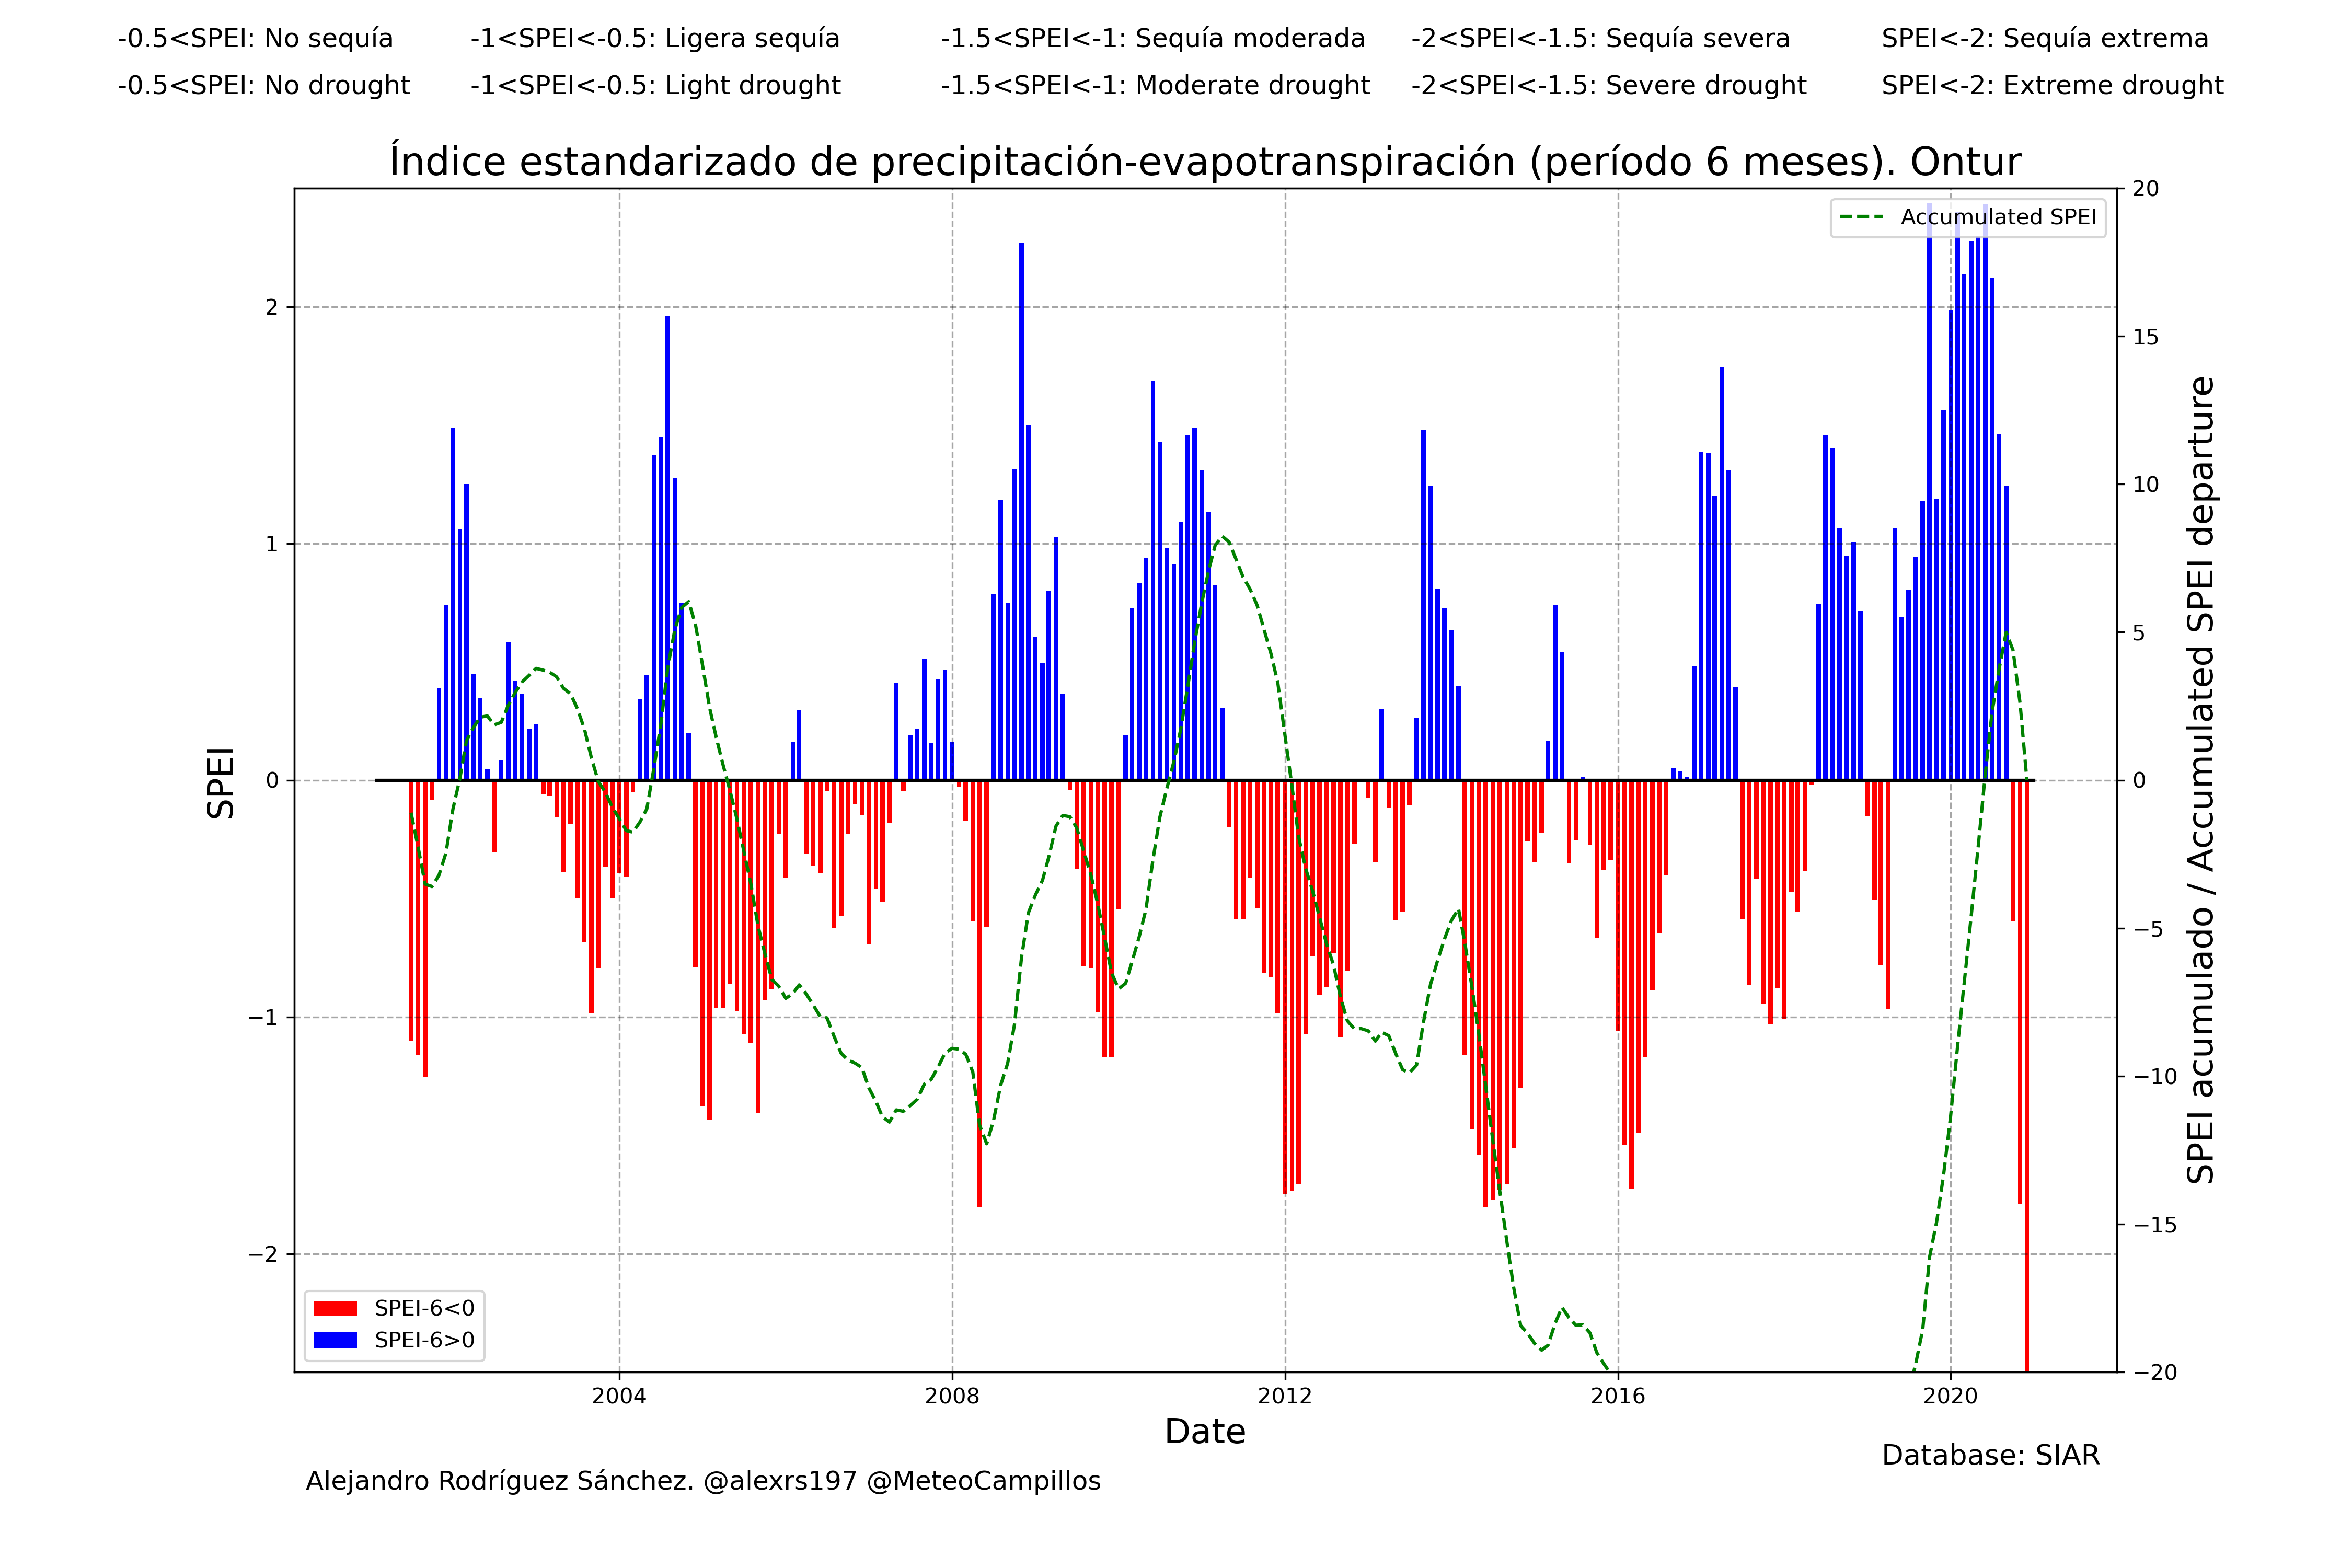 -0.5<SPEI: No sequía -1<SPEI<-0.5: Ligera sequía -1.5<SPEI<-1: Sequía moderada -2<SPEI<-1.5: Sequía severa SPEI<-2: Sequía extrema
-0.5<SPEI: No drought -1<SPEI<-0.5: Light drought -1.5<SPEI<-1: Moderate drought -2<SPEI<-1.5: Severe drought SPEI<-2: Extreme drought
Índice estandarizado de precipitación-evapotranspiración (período 6 meses). Ontur
Accumulated SPEI
SPEI
2
1
0
−1
−2
20
15
10
5
0
−5
−10
−15
−20
SPEI acumulado / Accumulated SPEI departure
SPEI-6<0
SPEI-6>0
2004 2008 2012 2016 2020
Date
Database: SIAR
Alejandro Rodríguez Sánchez. @alexrs197 @MeteoCampillos